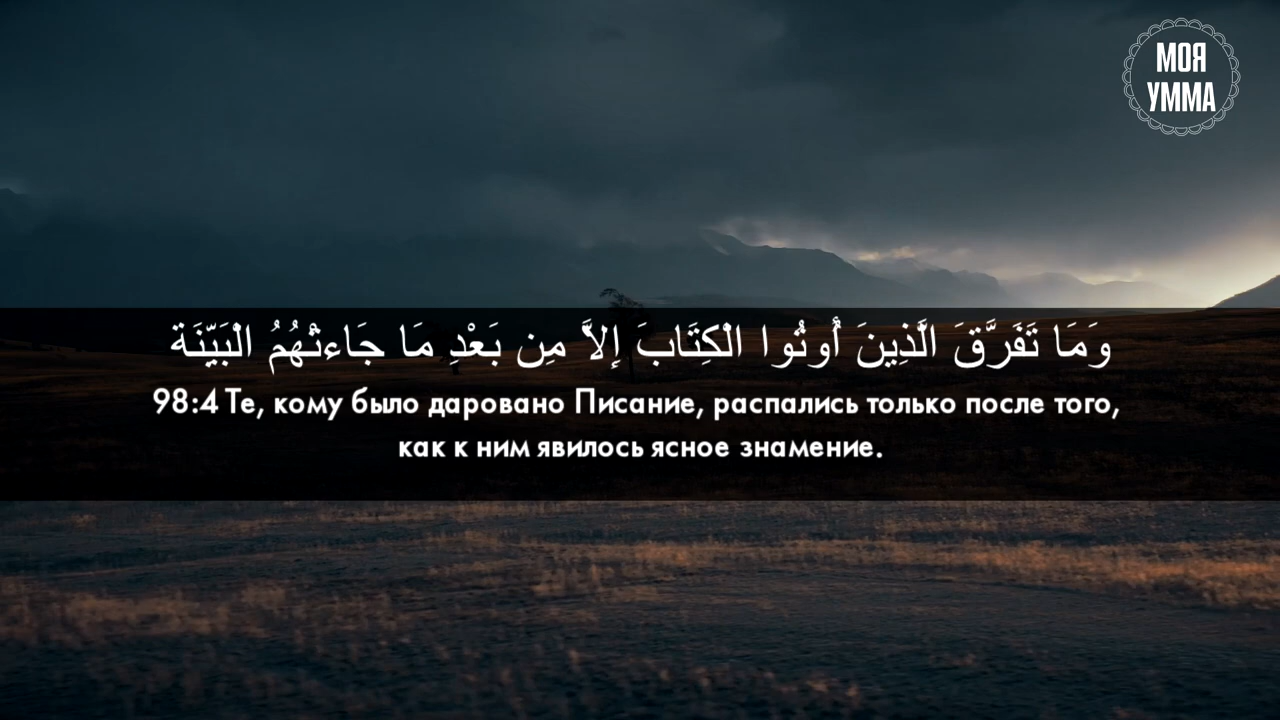 МОЯ
УММА
وَمَا تَفَرَّقَ الَّذِينَ أُوتُوا الْكِتَابَ إِلاَّ مِن بَعْدِ مَا جَاءتْهُمُ الْبَيِّنَة
98:4 Те, кому было даровано Писание, распались только после того,
как к ним явилось ясное знамение.